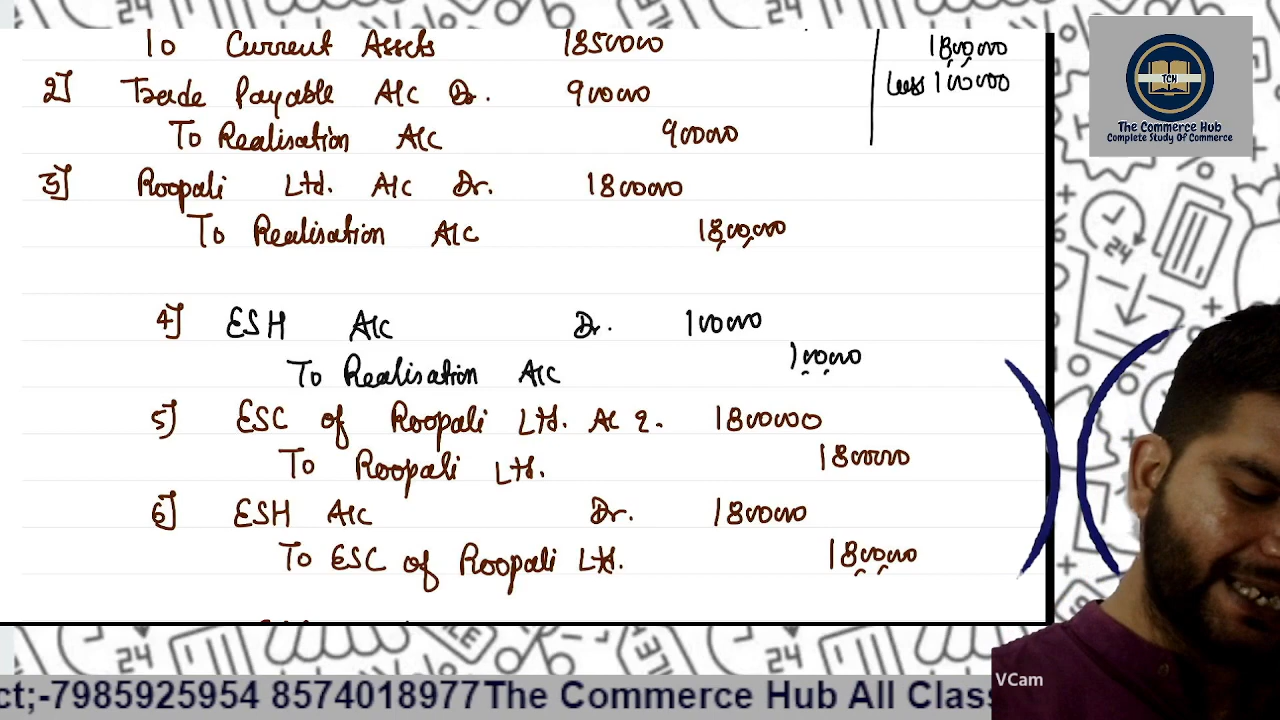 To Current Assets 1850000
1800000
Less 100000
2] Trade Payable A/C Dr. 900000
To Realisation A/C 900000
3] Roopali Ltd. A/C Dr. 1800000
To Realisation A/C 1800000
4] ESH A/C Dr. 100000
To Realisation A/C 100000
5] ESC of Roopali Ltd. A/C 2. 1800000
To Roopali Ltd. 1800000
6] ESH A/C Dr. 1800000
To ESC of Roopali Ltd. 1800000
TCH
The Commerce Hub
Complete Study Of Commerce
VCam
ct;-7985925954 8574018977The Commerce Hub All Class